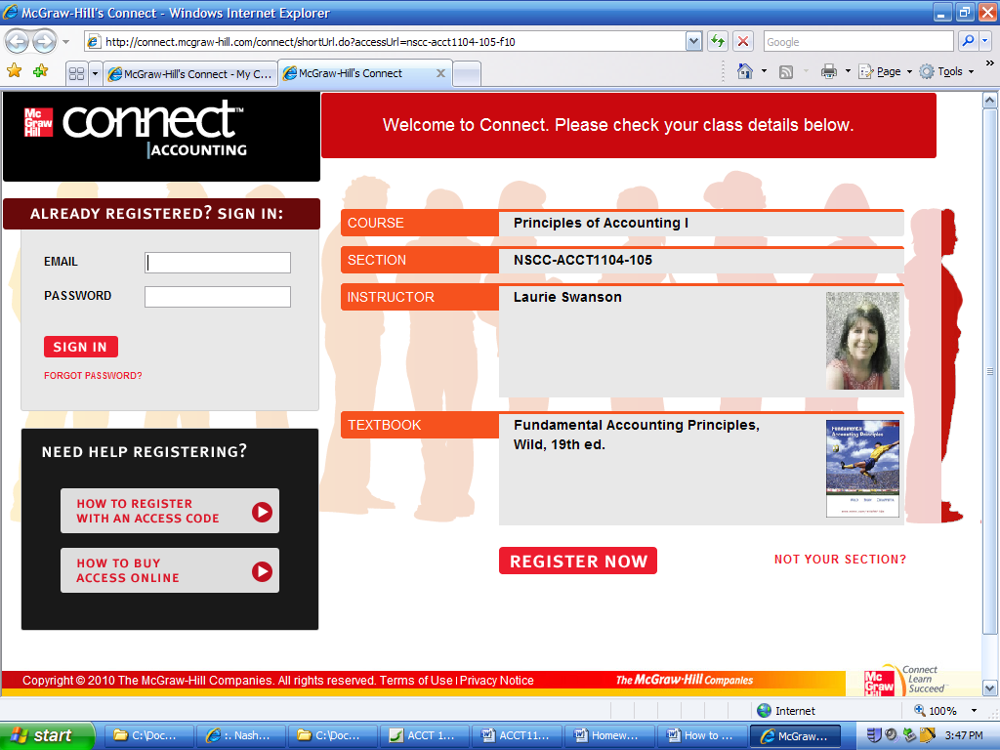 McGraw-Hill's Connect - Windows Internet Explorer
http://connect.mcgraw-hill.com/connect/shortUrl.do?accessUrl=nscc-acct1104-105-f10
Google
McGraw-Hill's Connect - My C...
McGraw-Hill's Connect
Page
Tools
Mc
Graw
Hill
connect™
ACCOUNTING
Welcome to Connect. Please check your class details below.
ALREADY REGISTERED? SIGN IN:
EMAIL
PASSWORD
SIGN IN
FORGOT PASSWORD?
NEED HELP REGISTERING?
HOW TO REGISTER
WITH AN ACCESS CODE
HOW TO BUY
ACCESS ONLINE
COURSE
Principles of Accounting I
SECTION
NSCC-ACCT1104-105
INSTRUCTOR
Laurie Swanson
TEXTBOOK
Fundamental Accounting Principles,
Wild, 19th ed.
REGISTER NOW
NOT YOUR SECTION?
Copyright © 2010 The McGraw-Hill Companies. All rights reserved. Terms of Use | Privacy Notice
The McGraw-Hill Companies
Mc
Graw
Hill
Connect
Learn
Succeed™
Internet
100%
start
C:\Doc...
:. Nash...
C:\Doc...
ACCT 1...
ACCT11...
Homew...
How to ...
McGraw...
3:47 PM